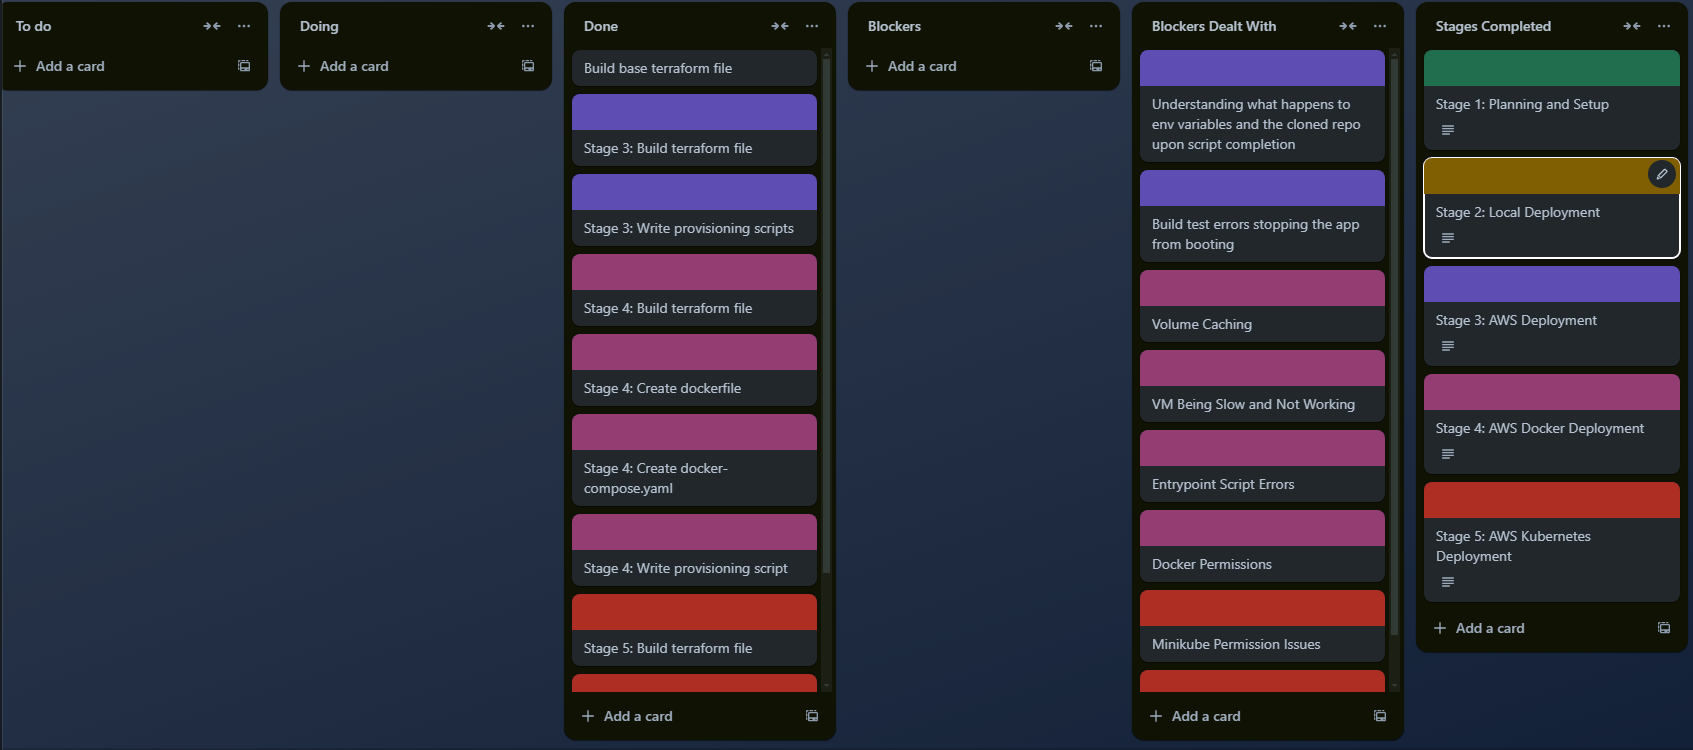 To do
Add a card
Doing
Add a card
Done
Build base terraform file
Stage 3: Build terraform file
Stage 3: Write provisioning scripts
Stage 4: Build terraform file
Stage 4: Create dockerfile
Stage 4: Create docker-
compose.yaml
Stage 4: Write provisioning script
Stage 5: Build terraform file
Add a card
Blockers
Add a card
Blockers Dealt With
Understanding what happens to
env variables and the cloned repo
upon script completion
Build test errors stopping the app
from booting
Volume Caching
VM Being Slow and Not Working
Entrypoint Script Errors
Docker Permissions
Minikube Permission Issues
Add a card
Stages Completed
Stage 1: Planning and Setup
Stage 2: Local Deployment
Stage 3: AWS Deployment
Stage 4: AWS Docker Deployment
Stage 5: AWS Kubernetes
Deployment
Add a card